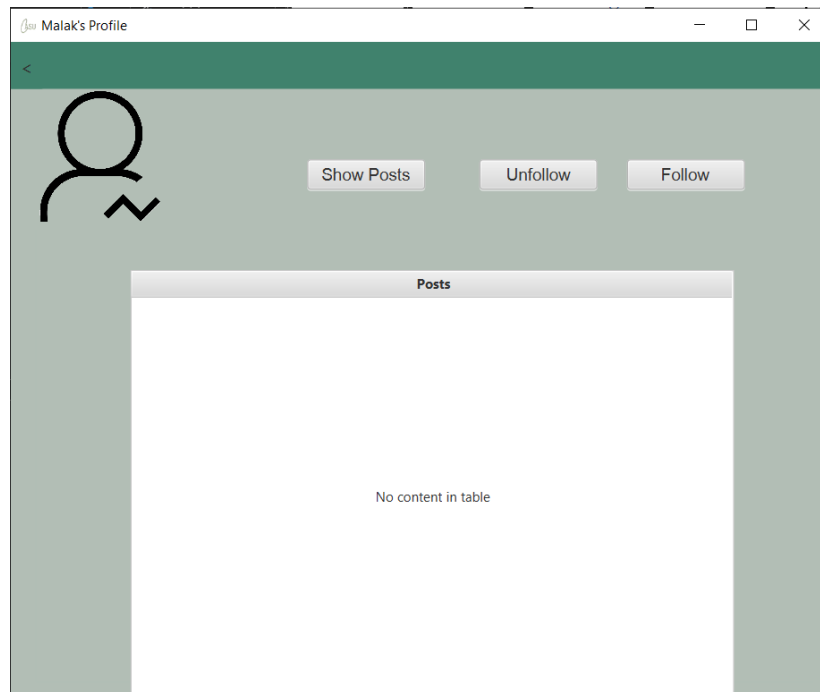 Malak's Profile
<
Show Posts Unfollow Follow
Posts
No content in table